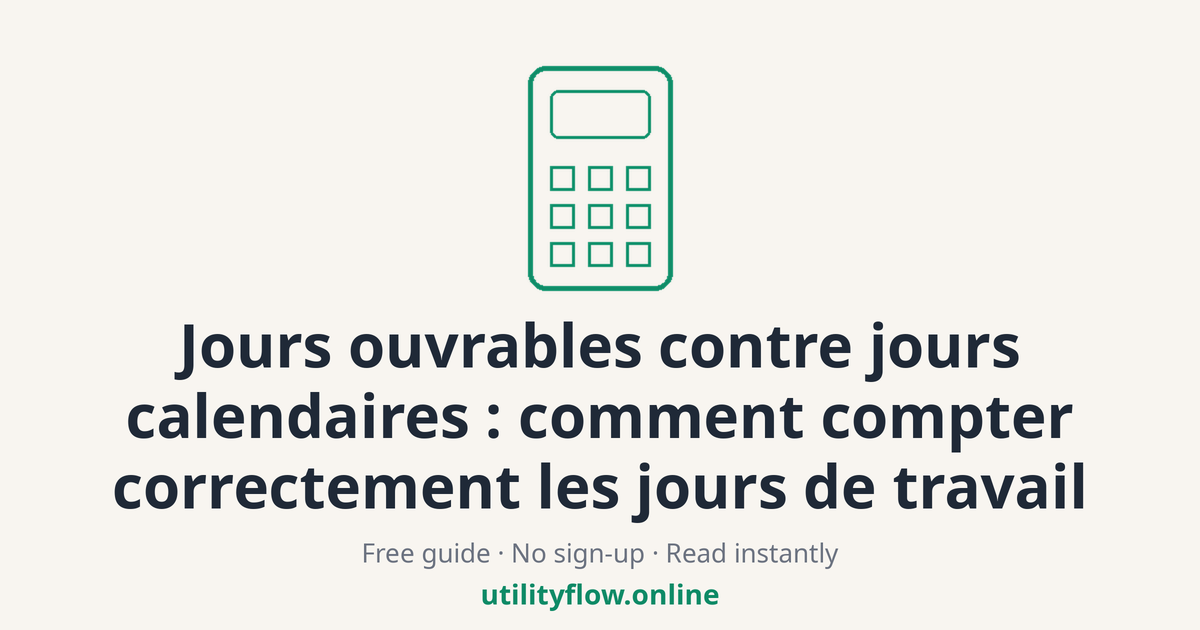 Jours ouvrables contre jours
calendaires : comment compter
correctement les jours de travail
Free guide · No sign-up · Read instantly
utilityflow.online